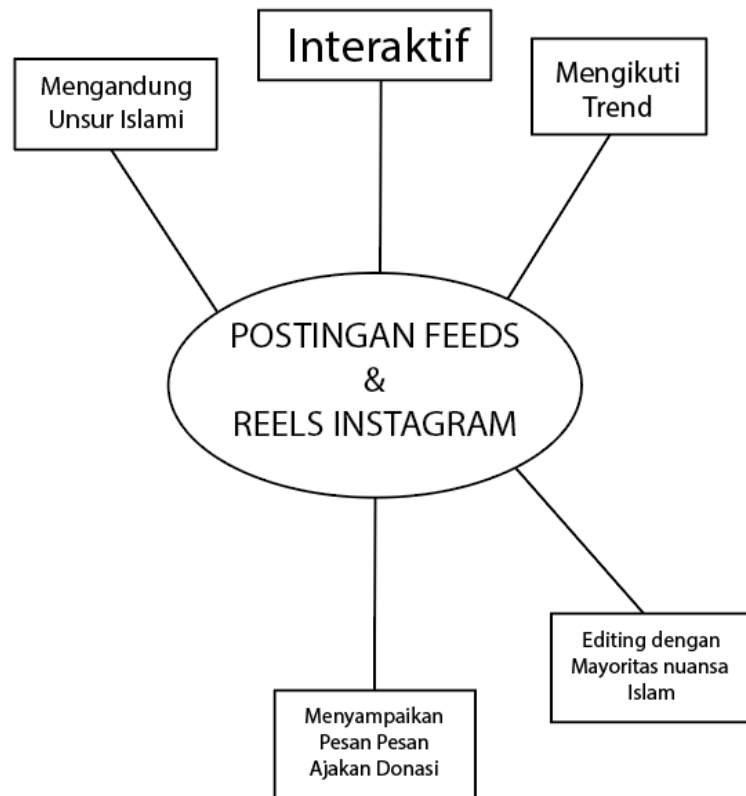 Interaktif
Mengandung
Unsur Islami
Mengikuti
Trend
POSTINGAN FEEDS
&
REELS INSTAGRAM
Editing dengan
Mayoritas nuansa
Islam
Menyampaikan
Pesan Pesan
Ajakan Donasi